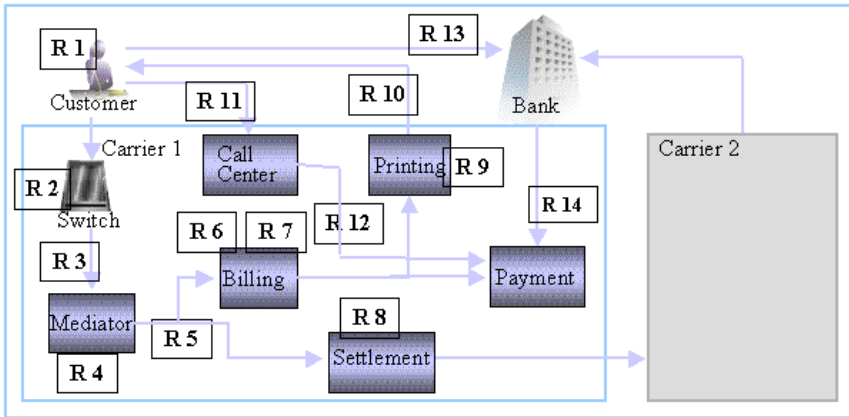 R 1
R 13
R 11
R 10
Customer
Bank
Carrier 1
Call
Center
Printing
R 9
Carrier 2
R 2
Switch
R 6
R 7
R 12
R 14
R 3
Billing
Payment
Mediator
R 5
R 8
R 4
Settlement